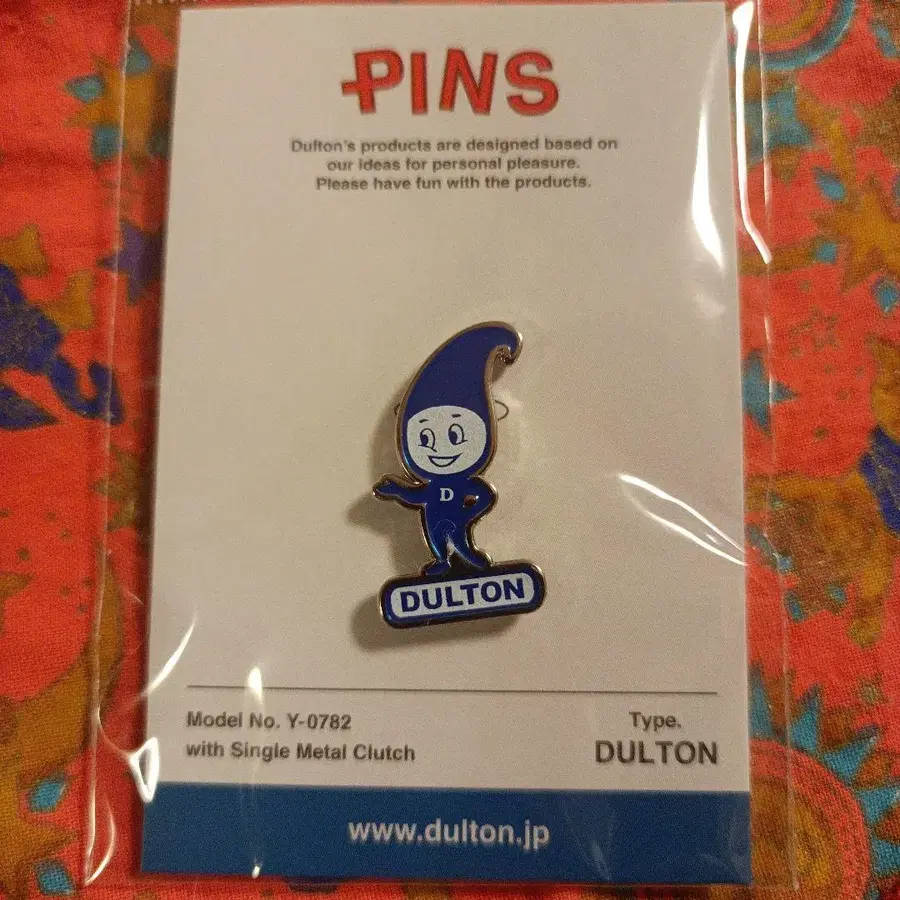 PINS
Dulton's products are designed based on
our ideas for personal pleasure.
Please have fun with the products.
D
DULTON
Model No. Y-0782
with Single Metal Clutch
Type.
DULTON
www.dulton.jp